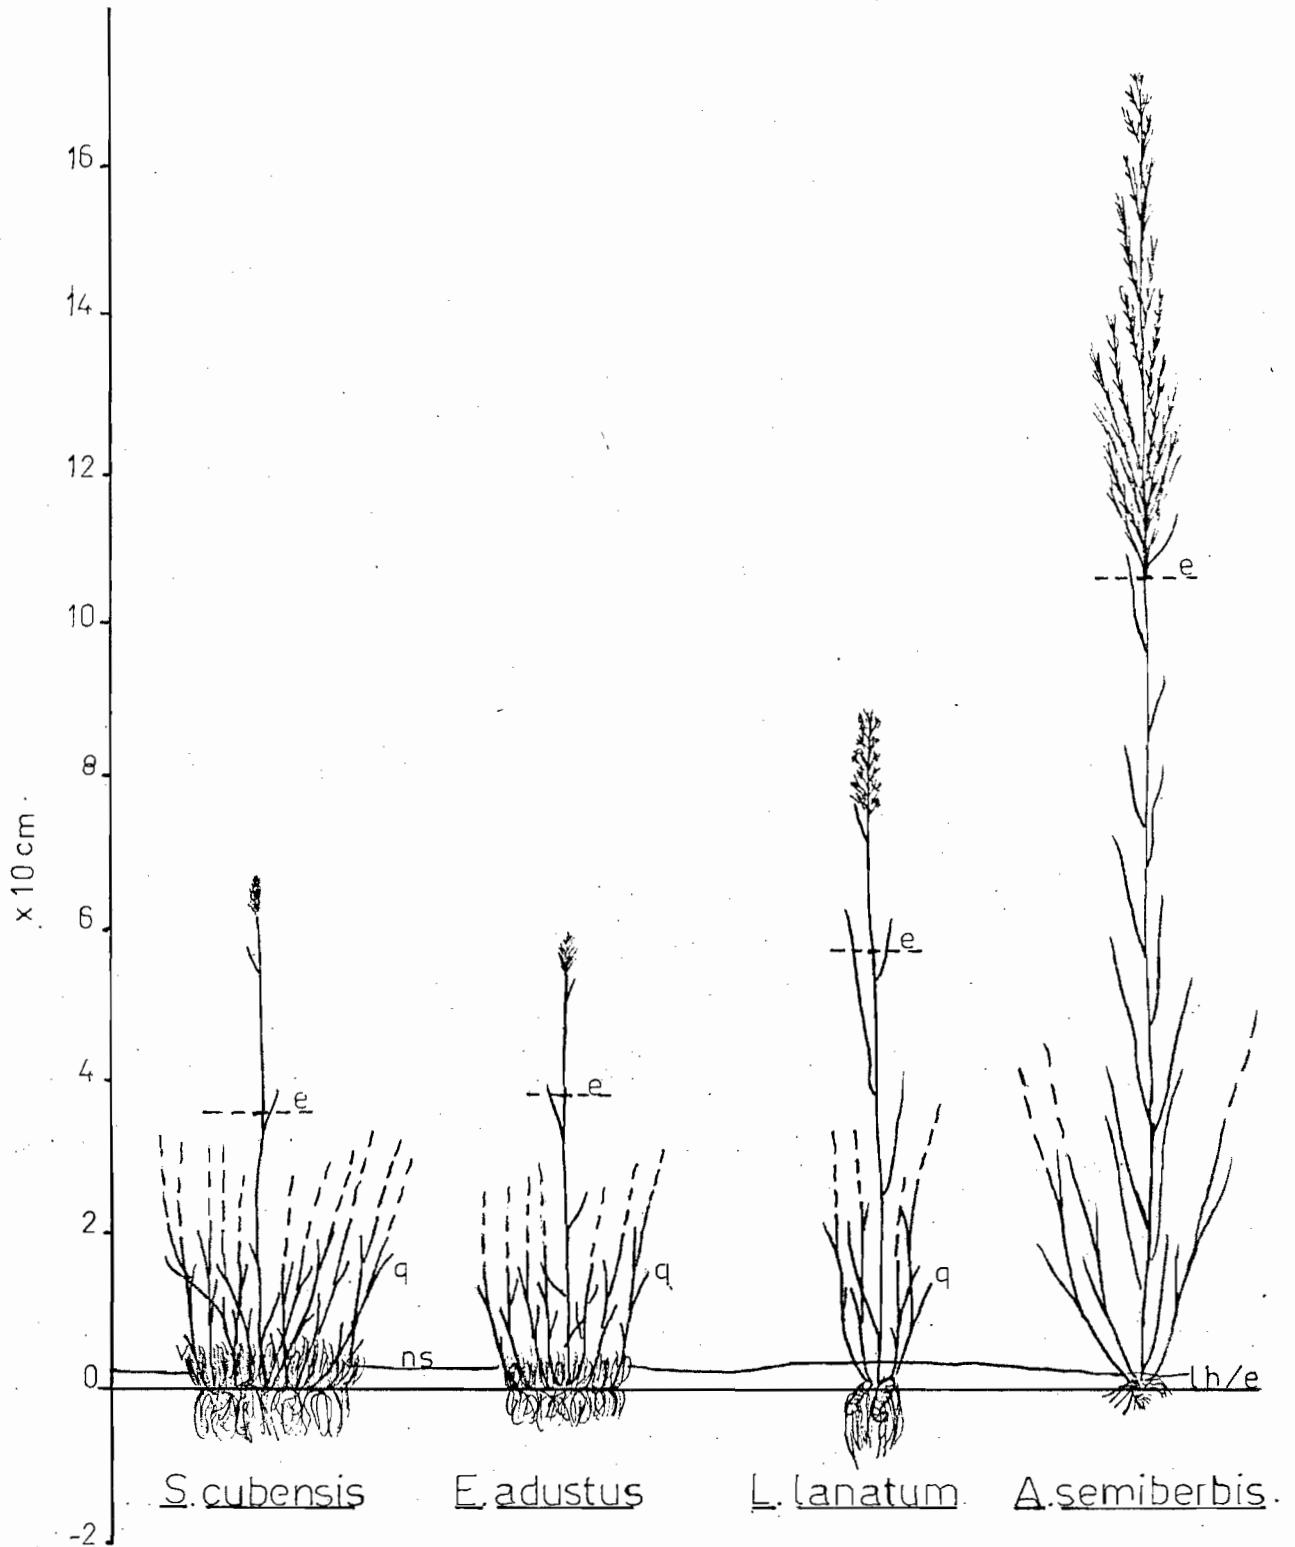 16
14
12
10
8
6
4
2
0
-2
x 10 cm.
e
e
e
e
q
q
q
ns
lh/e
S. cubensis
E. adustus
L. lanatum
A. semiberbis.